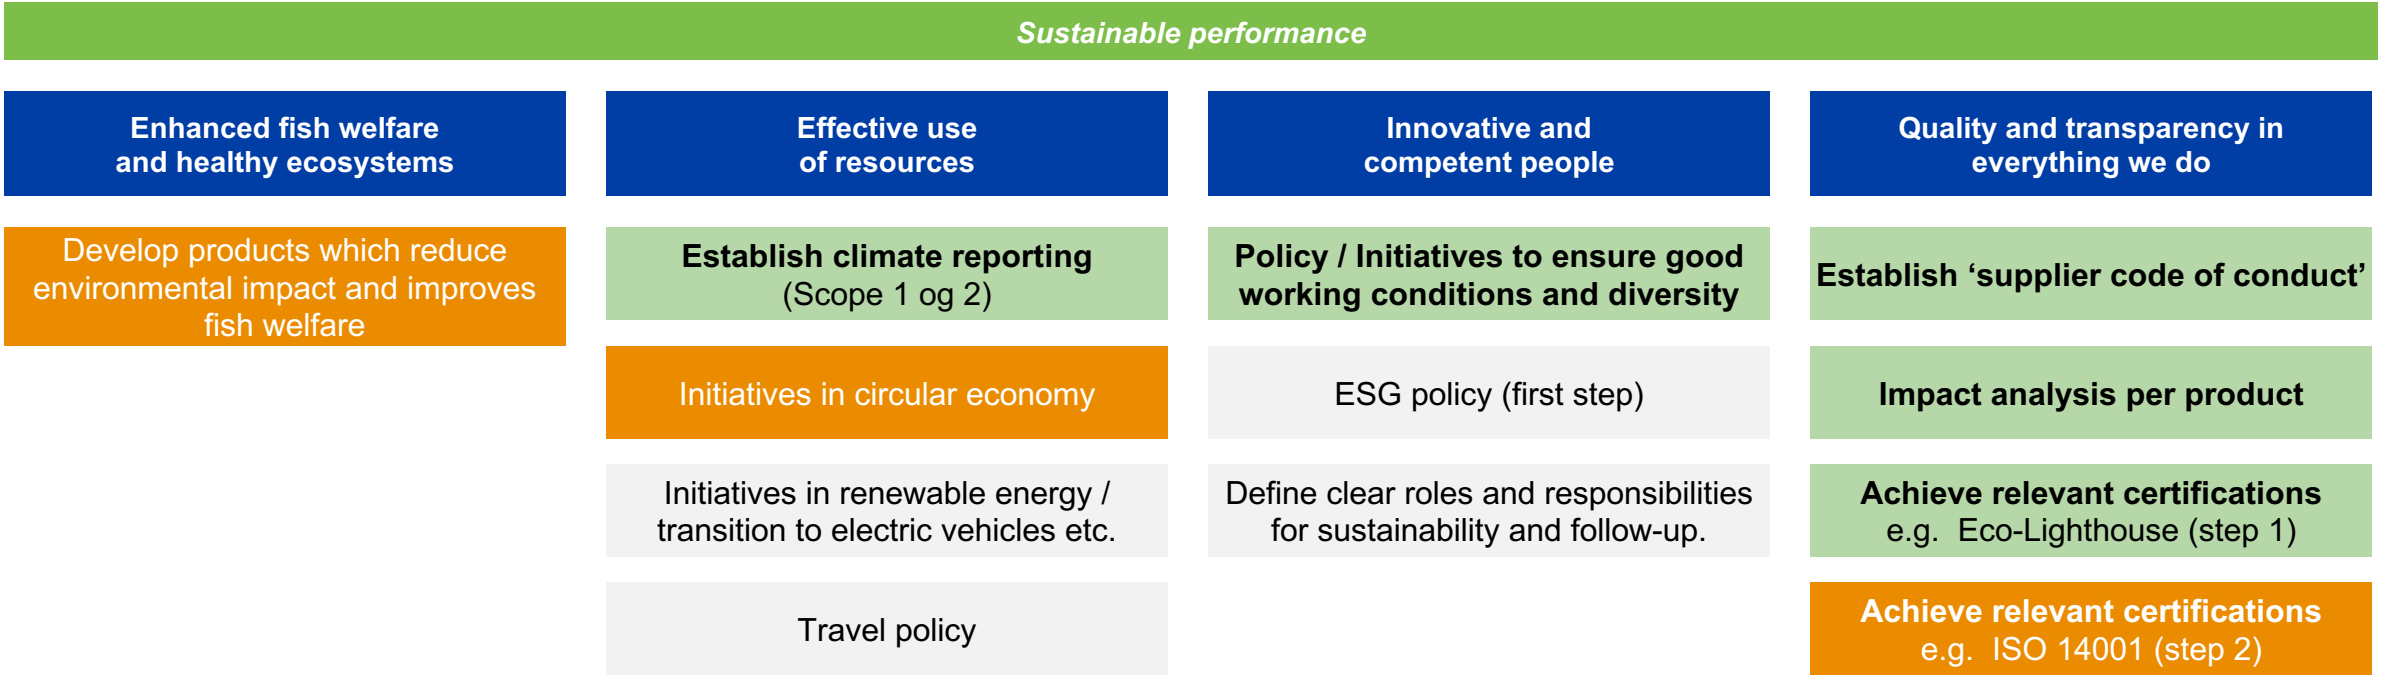 Sustainable performance
Enhanced fish welfare
and healthy ecosystems
Develop products which reduce
environmental impact and improves
fish welfare
Effective use
of resources
Establish climate reporting
(Scope 1 og 2)
Initiatives in circular economy
Initiatives in renewable energy /
transition to electric vehicles etc.
Travel policy
Innovative and
competent people
Policy / Initiatives to ensure good
working conditions and diversity
ESG policy (first step)
Define clear roles and responsibilities
for sustainability and follow-up.
Quality and transparency in
everything we do
Establish ‘supplier code of conduct’
Impact analysis per product
Achieve relevant certifications
e.g.  Eco-Lighthouse (step 1)
Achieve relevant certifications
e.g.  ISO 14001 (step 2)